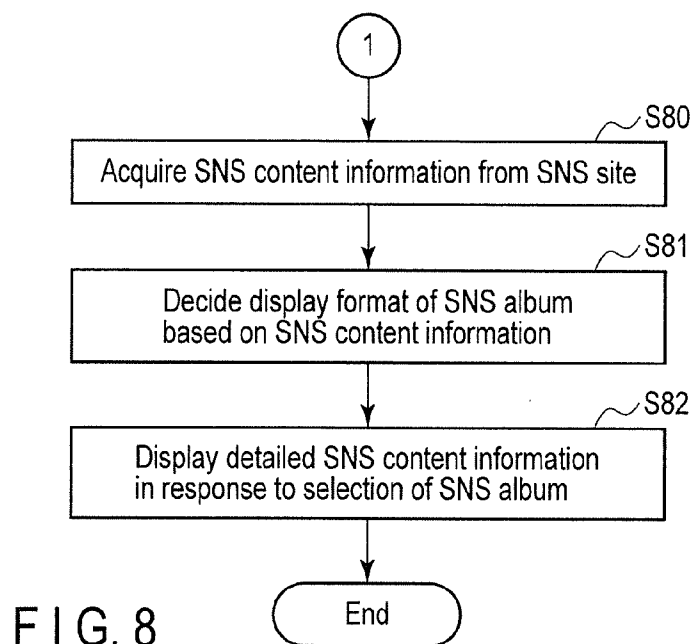 1
S80
Acquire SNS content information from SNS site
S81
Decide display format of SNS album
based on SNS content information
S82
Display detailed SNS content information
in response to selection of SNS album
End
FIG. 8